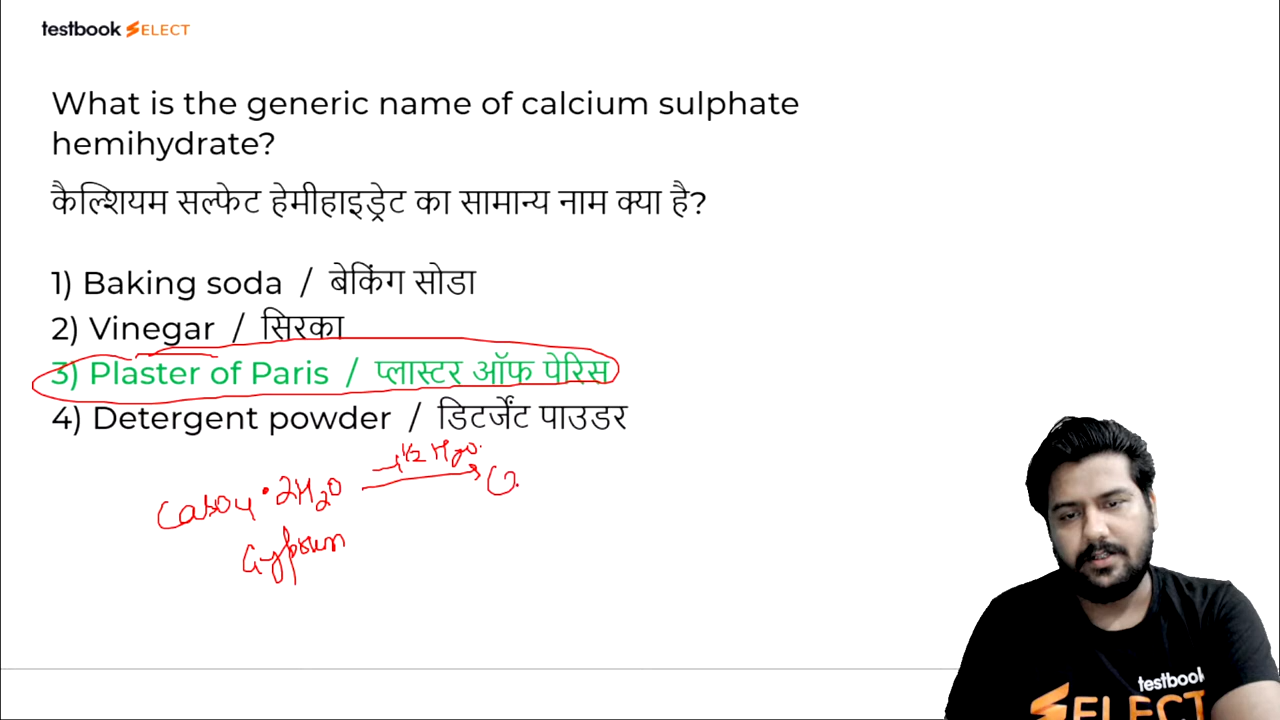 testbook SELECT
What is the generic name of calcium sulphate
hemihydrate?
कैल्शियम सल्फेट हेमीहाइड्रेट का सामान्य नाम क्या है?
1) Baking soda / बेकिंग सोडा
2) Vinegar / सिरका
3) Plaster of Paris / प्लास्टर ऑफ पेरिस
4) Detergent powder / डिटर्जेंट पाउडर
CaSO4·2H2O
Gypsum
testbook
SELECT